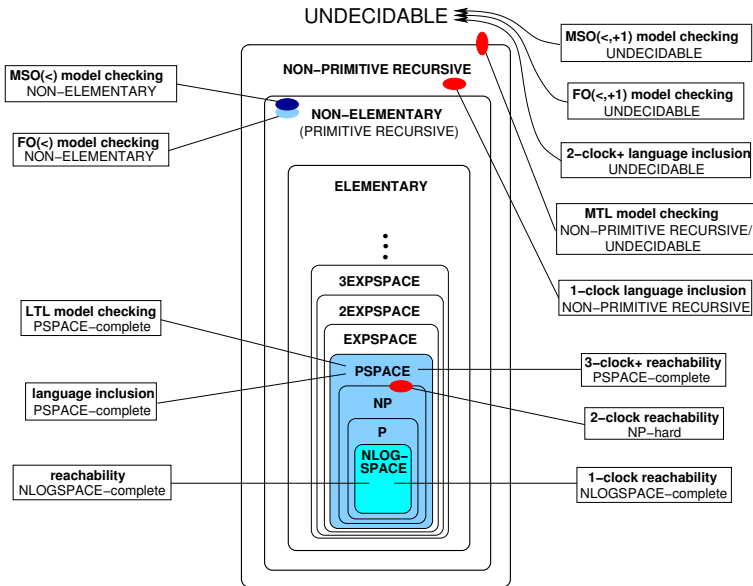 UNDECIDABLE
MSO(<,+1) model checking
UNDECIDABLE
FO(<,+1) model checking
UNDECIDABLE
2−clock+ language inclusion
UNDECIDABLE
MTL model checking
NON−PRIMITIVE RECURSIVE/
UNDECIDABLE
1−clock language inclusion
NON−PRIMITIVE RECURSIVE
3−clock+ reachability
PSPACE−complete
2−clock reachability
NP−hard
1−clock reachability
NLOGSPACE−complete
MSO(<) model checking
NON−ELEMENTARY
FO(<) model checking
NON−ELEMENTARY
LTL model checking
PSPACE−complete
language inclusion
PSPACE−complete
reachability
NLOGSPACE−complete
NON−PRIMITIVE RECURSIVE
NON−ELEMENTARY
(PRIMITIVE RECURSIVE)
ELEMENTARY
3EXPSPACE
2EXPSPACE
EXPSPACE
PSPACE
NP
P
NLOG−
SPACE